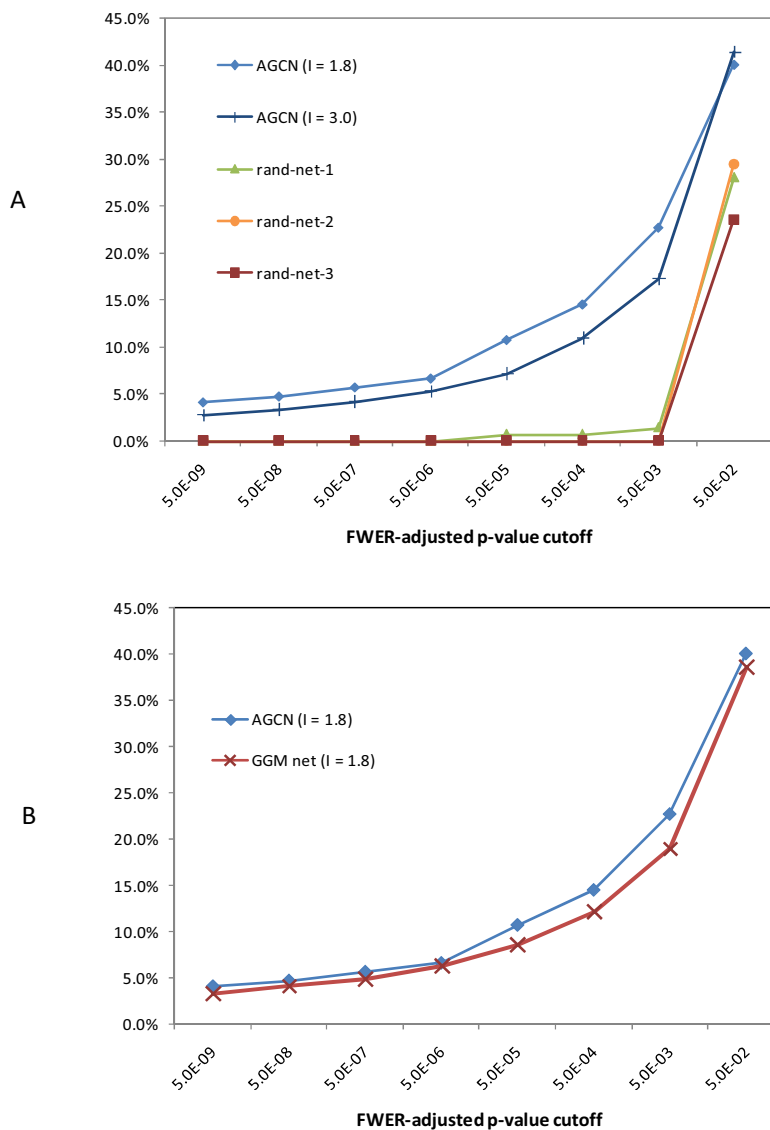 A
45.0%
40.0%
35.0%
30.0%
25.0%
20.0%
15.0%
10.0%
5.0%
0.0%
AGCN (I = 1.8)
AGCN (I = 3.0)
rand-net-1
rand-net-2
rand-net-3
5.0E-09
5.0E-08
5.0E-07
5.0E-06
5.0E-05
5.0E-04
5.0E-03
5.0E-02
FWER-adjusted p-value cutoff
B
45.0%
40.0%
35.0%
30.0%
25.0%
20.0%
15.0%
10.0%
5.0%
0.0%
AGCN (I = 1.8)
GGM net (I = 1.8)
5.0E-09
5.0E-08
5.0E-07
5.0E-06
5.0E-05
5.0E-04
5.0E-03
5.0E-02
FWER-adjusted p-value cutoff